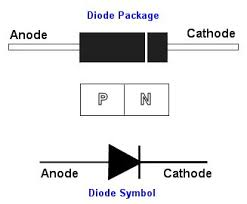 Diode Package
Anode Cathode
P N
Anode Cathode
Diode Symbol